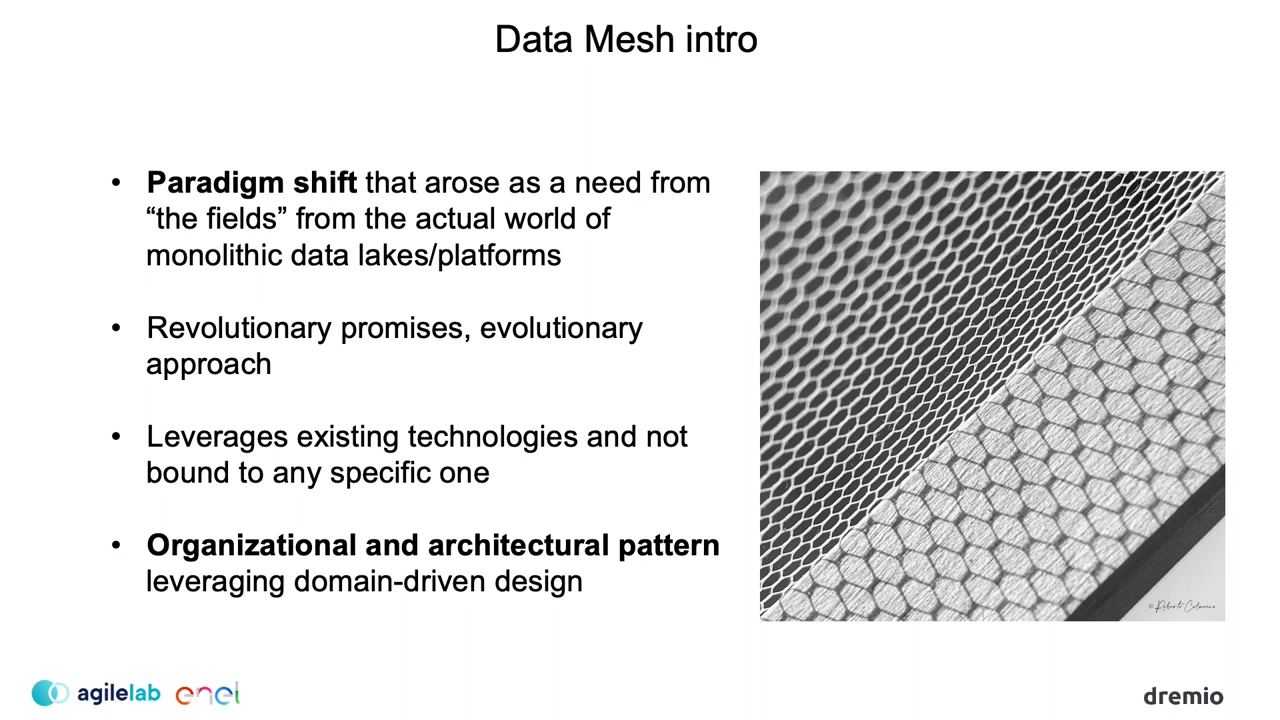 Data Mesh intro
• Paradigm shift that arose as a need from
“the fields” from the actual world of
monolithic data lakes/platforms
• Revolutionary promises, evolutionary
approach
• Leverages existing technologies and not
bound to any specific one
• Organizational and architectural pattern
leveraging domain-driven design
agilelab enel
dremio